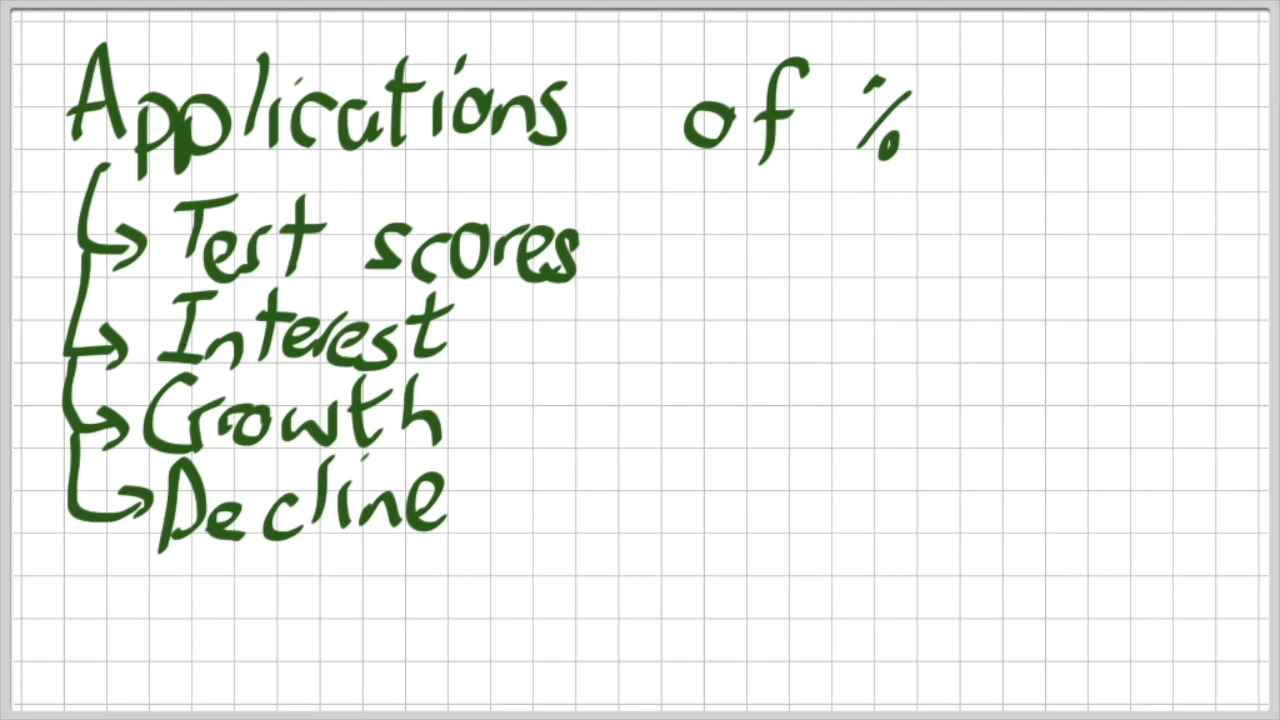 Applications of %
Test scores
Interest
Growth
Decline